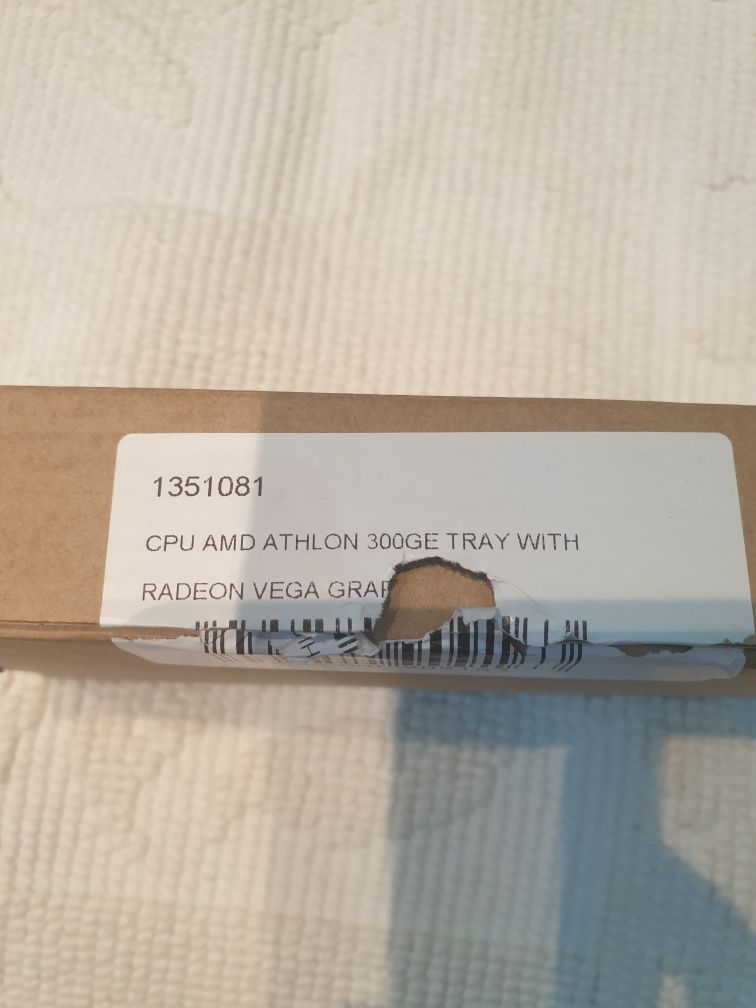 1351081
CPU AMD ATHLON 300GE TRAY WITH
RADEON VEGA